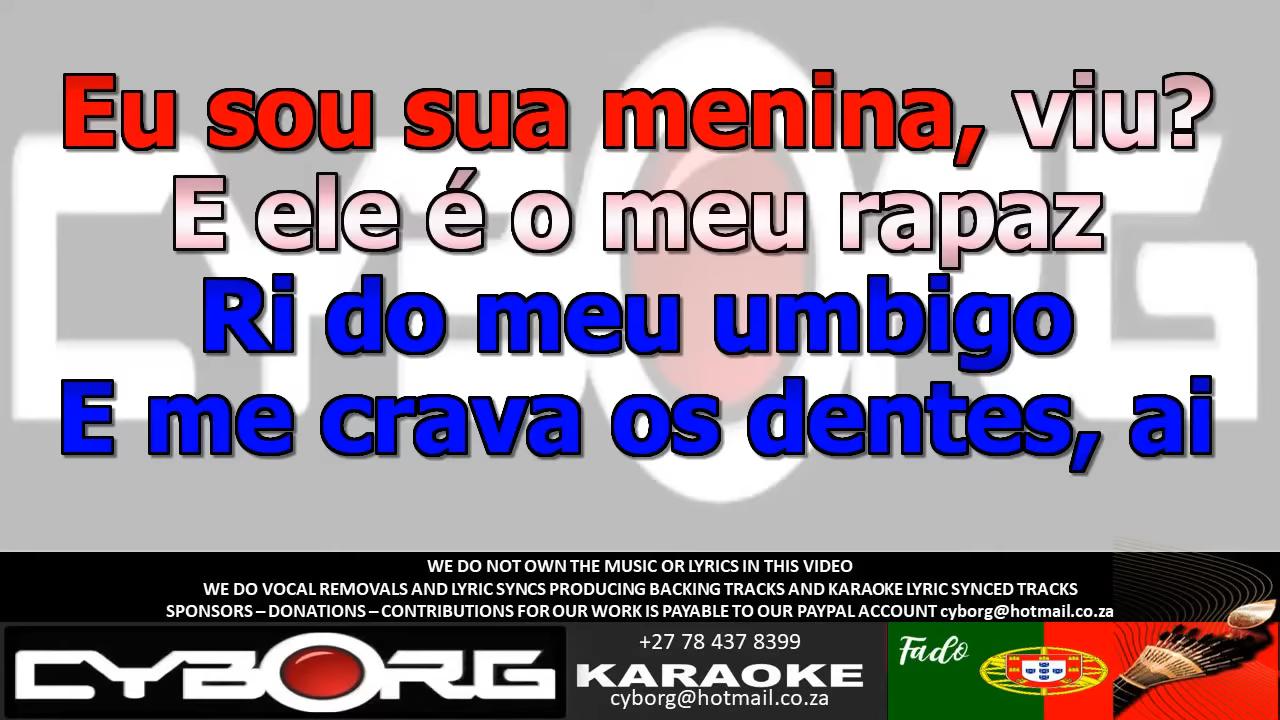 Eu sou sua menina, viu?
E ele é o meu rapaz
Ri do meu umbigo
E me crava os dentes, ai
WE DO NOT OWN THE MUSIC OR LYRICS IN THIS VIDEO
WE DO VOCAL REMOVALS AND LYRIC SYNCS PRODUCING BACKING TRACKS AND KARAOKE LYRIC SYNCED TRACKS
SPONSORS – DONATIONS – CONTRIBUTIONS FOR OUR WORK IS PAYABLE TO OUR PAYPAL ACCOUNT cyborg@hotmail.co.za
CYBORG
+27 78 437 8399
KARAOKE
cyborg@hotmail.co.za
Fado